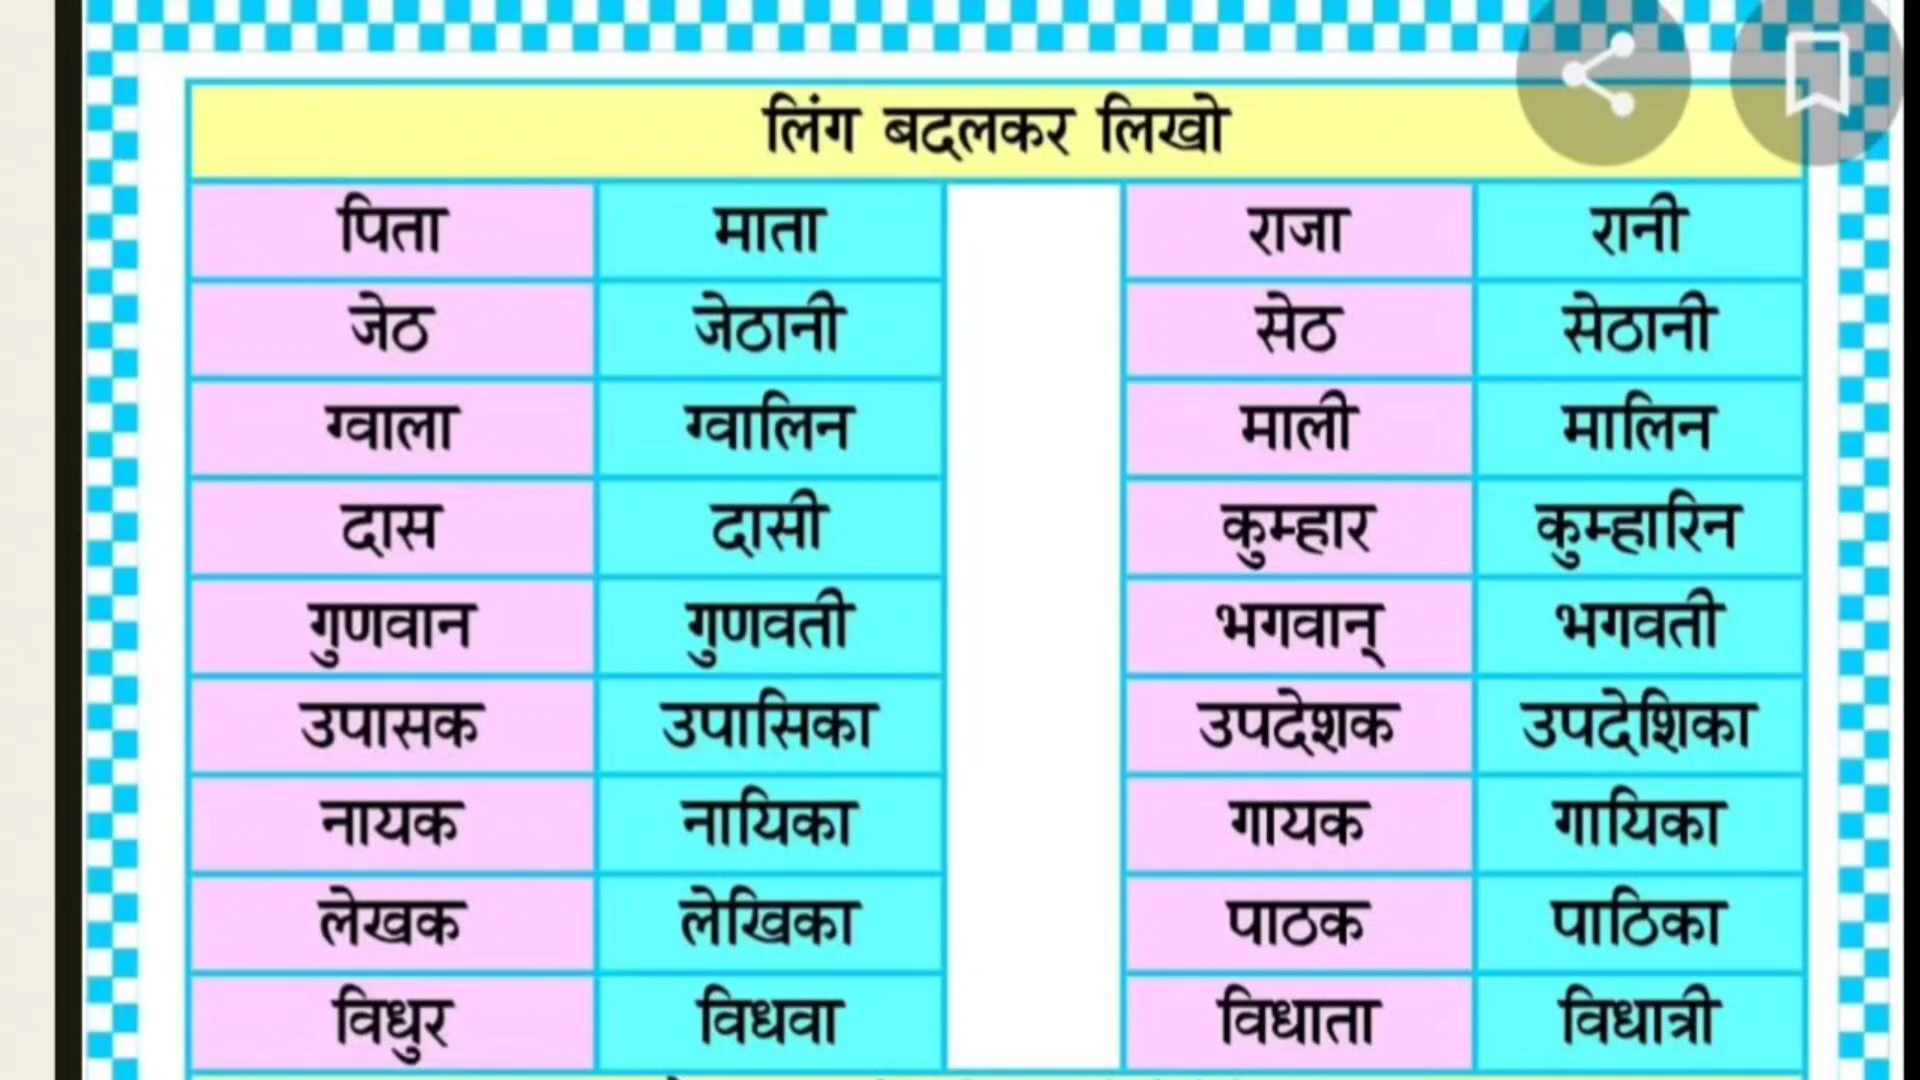 लिंग बदलकर लिखो
पिता माता राजा रानी
जेठ जेठानी सेठ सेठानी
ग्वाला ग्वालिन माली मालिन
दास दासी कुम्हार कुम्हारिन
गुणवान गुणवती भगवान् भगवती
उपासक उपासिका उपदेशक उपदेशिका
नायक नायिका गायक गायिका
लेखक लेखिका पाठक पाठिका
विधुर विधवा विधाता विधात्री